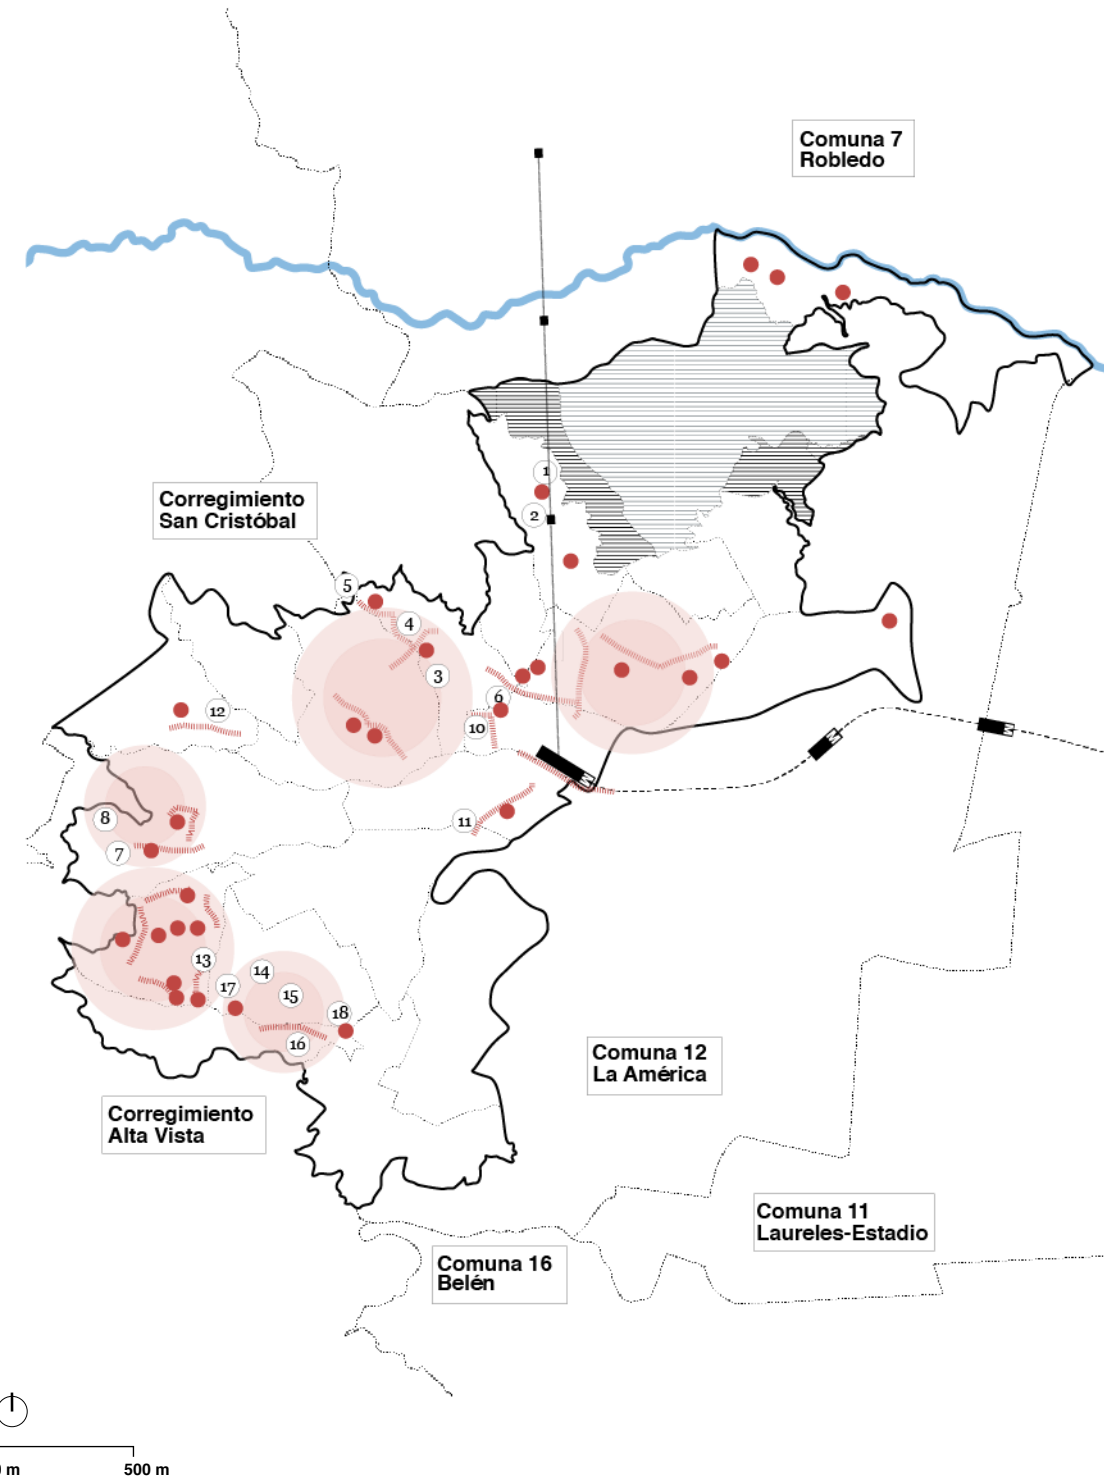 Comuna 7
Robledo
1
Corregimiento
San Cristóbal
2
5
4
3
6
12
10
8
11
7
13
14
17
15
18
16
Comuna 12
La América
Corregimiento
Alta Vista
Comuna 11
Laureles-Estadio
Comuna 16
Belén
0 m
500 m